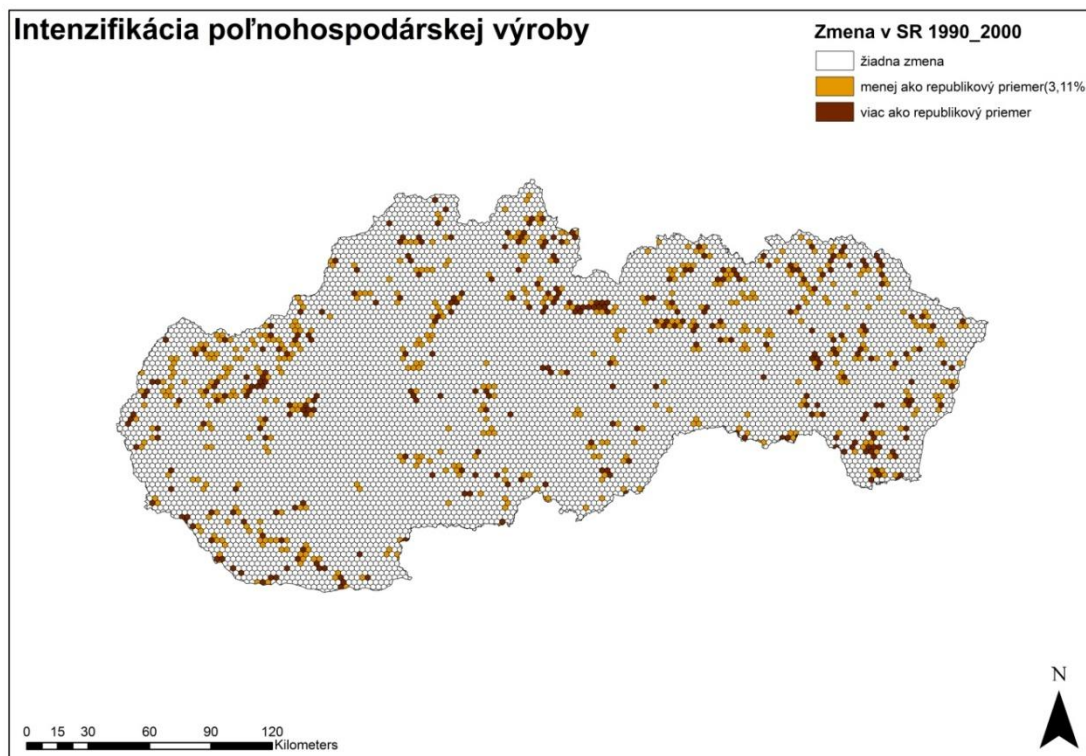 Intenzifikácia poľnohospodárskej výroby
Zmena v SR 1990_2000
žiadna zmena
menej ako republikový priemer(3,11%
viac ako republikový priemer
N
0 15 30 60 90 120
Kilometers